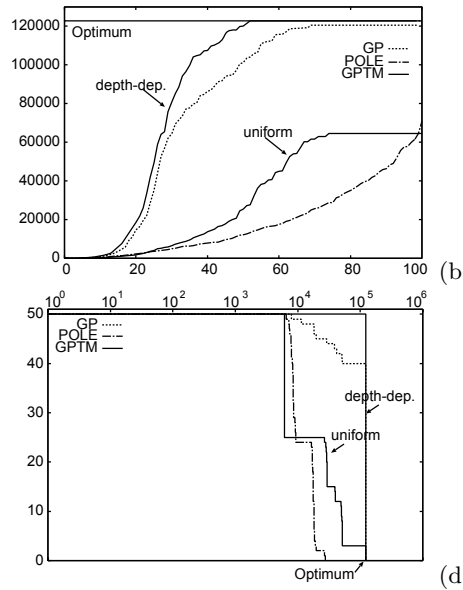 120000
Optimum
GP
POLE
GPTM
100000
depth-dep.
80000
60000
uniform
40000
20000
0
0 20 40 60 80 100
(b
10^0 10^1 10^2 10^3 10^4 10^5 10^6
50
GP
POLE
GPTM
40
depth-dep.
30
uniform
20
10
0
Optimum
(d